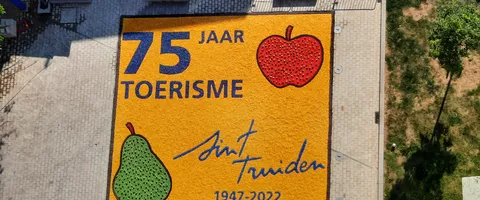 75 JAAR
TOERISME
Sint
Truiden
1947-2022